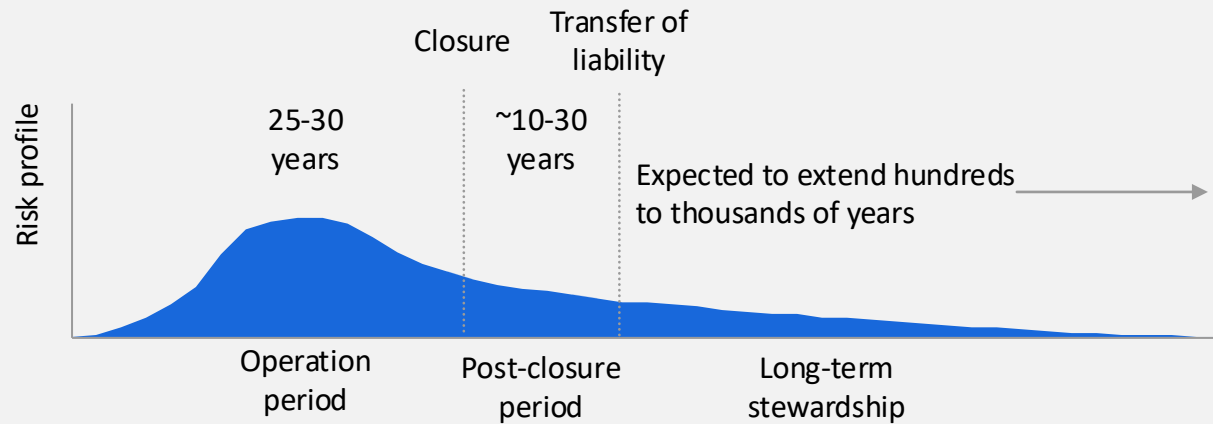 Closure
Transfer of
liability
Risk profile
25-30
years
~10-30
years
Expected to extend hundreds
to thousands of years
Operation
period
Post-closure
period
Long-term
stewardship